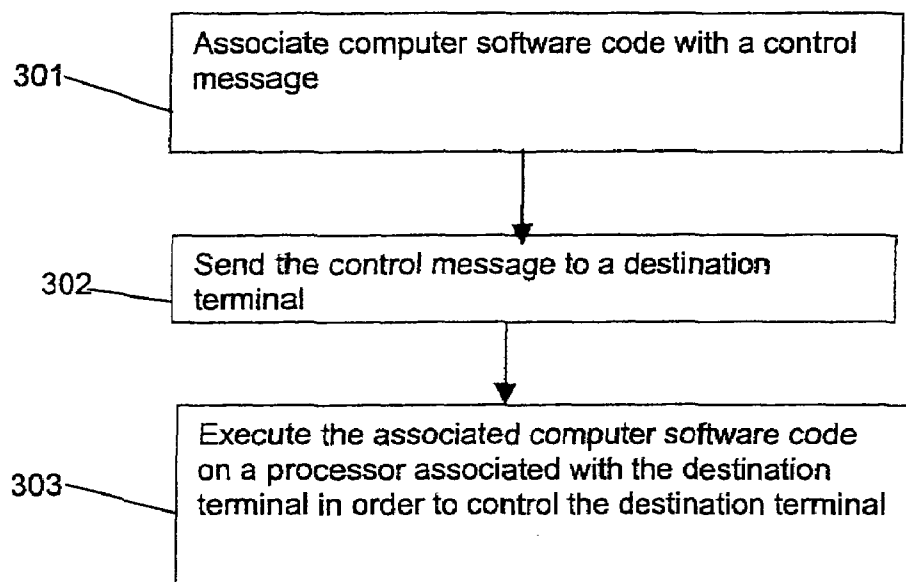 Associate computer software code with a control
message
301
Send the control message to a destination
terminal
302
Execute the associated computer software code
on a processor associated with the destination
terminal in order to control the destination terminal
303